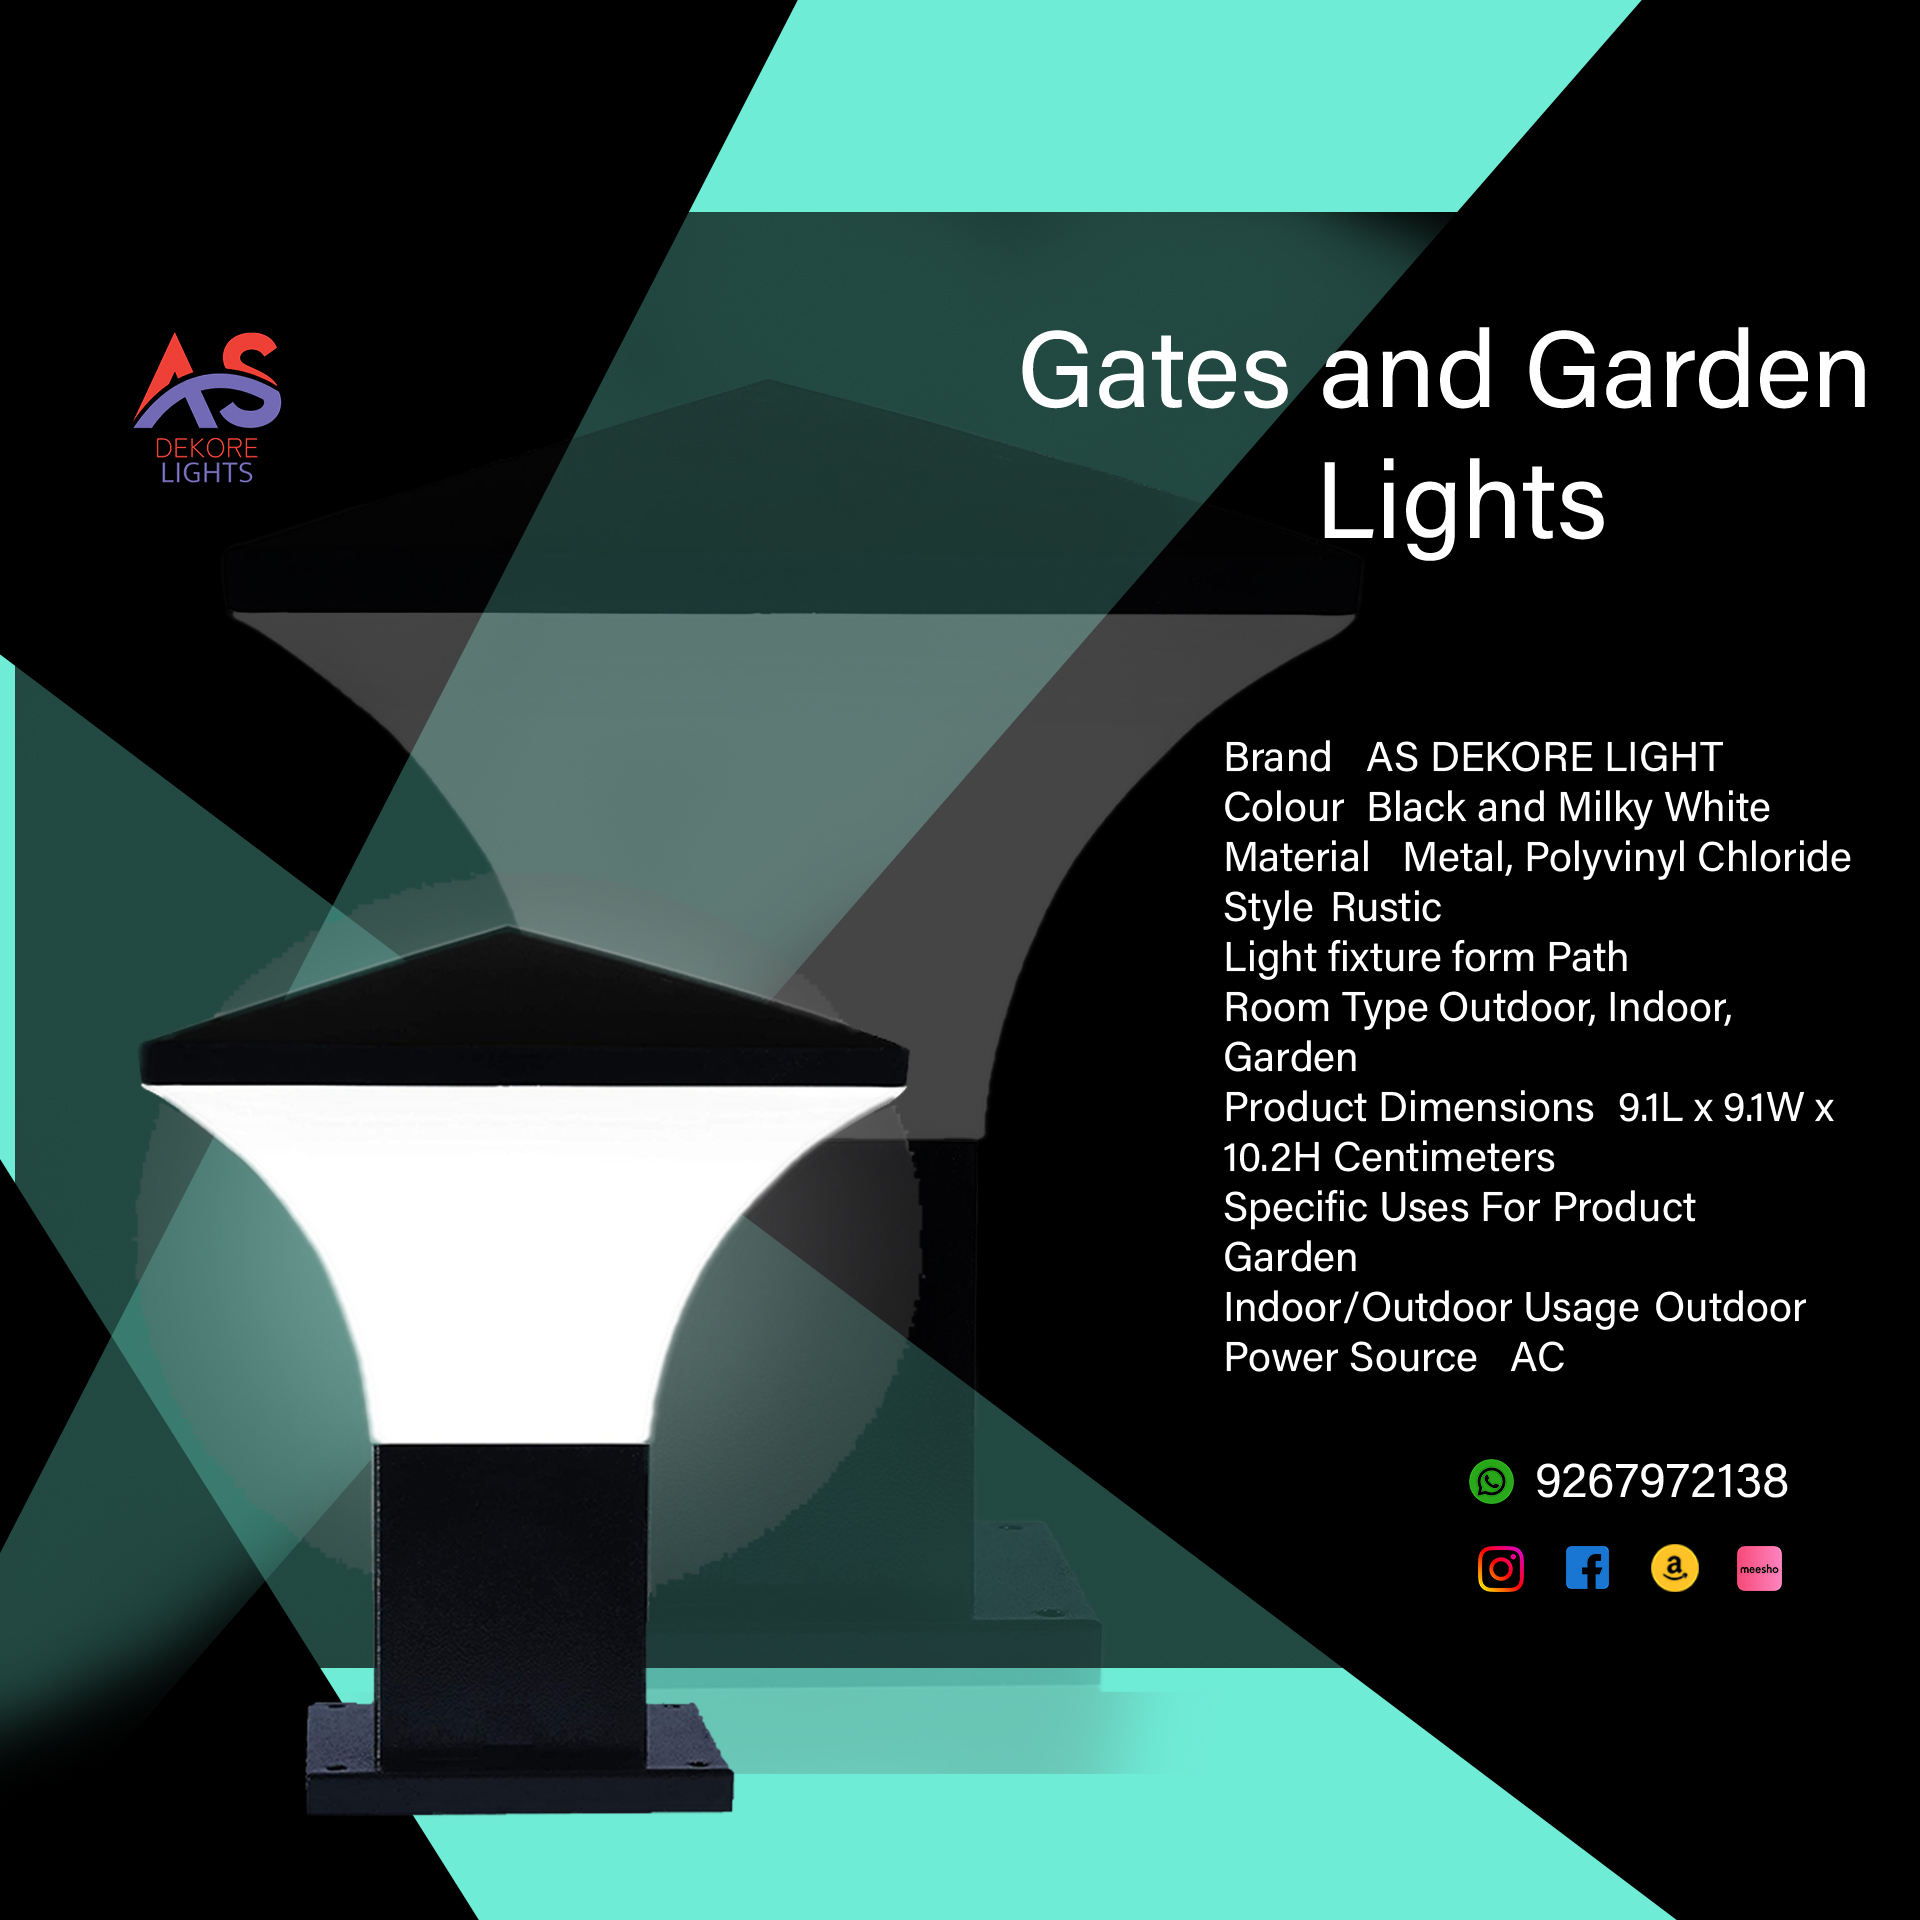 AS
DEKORE
LIGHTS
Gates and Garden
Lights
Brand AS DEKORE LIGHT
Colour Black and Milky White
Material Metal, Polyvinyl Chloride
Style Rustic
Light fixture form Path
Room Type Outdoor, Indoor,
Garden
Product Dimensions 9.1L x 9.1W x
10.2H Centimeters
Specific Uses For Product
Garden
Indoor/Outdoor Usage Outdoor
Power Source AC
9267972138
a
meesho